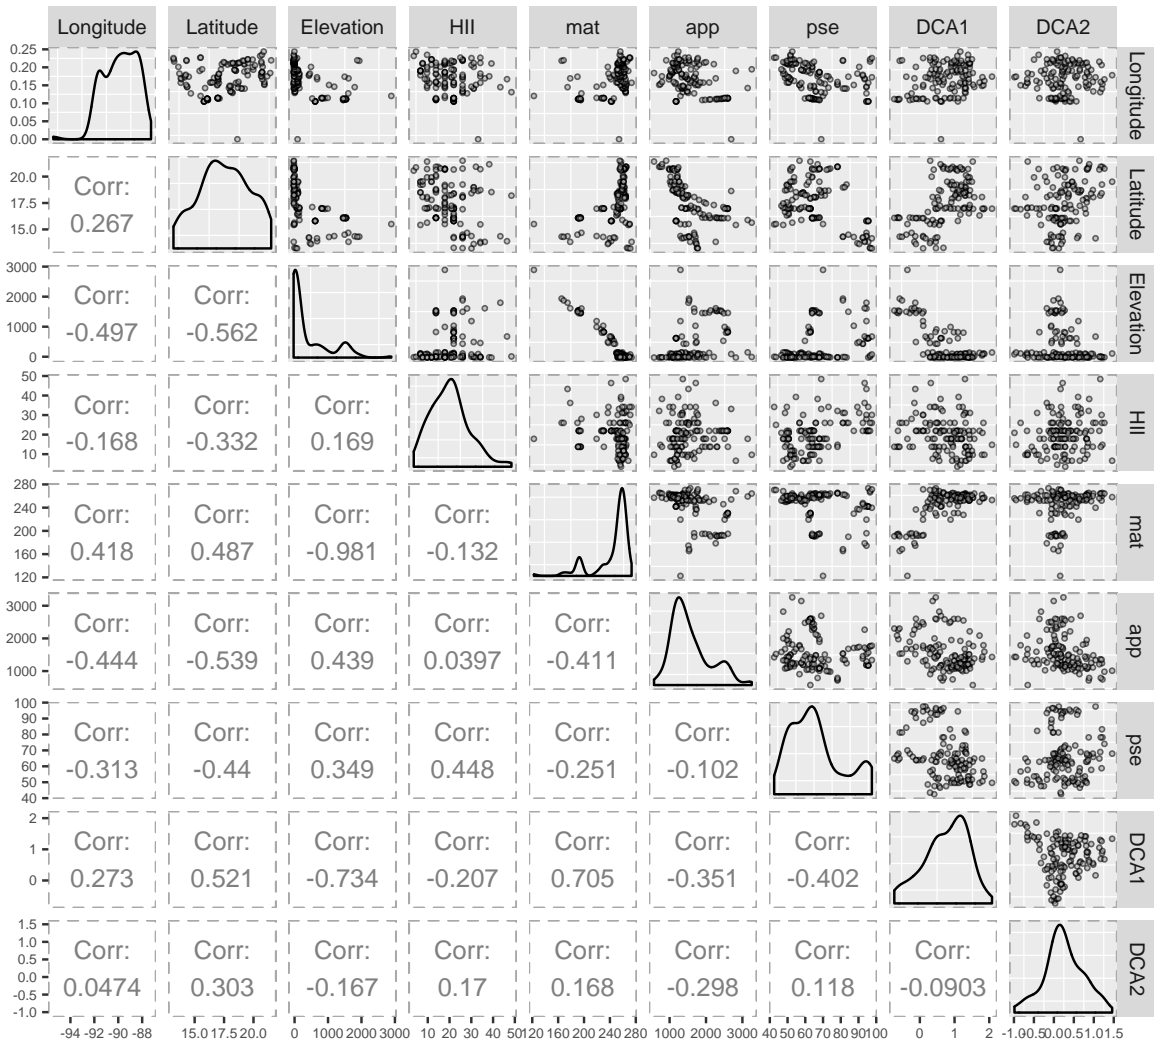 Longitude Latitude Elevation HII mat app pse DCA1 DCA2
0.25
0.20
0.15
0.10
0.05
0.00
Longitude
20.0
17.5
15.0
Corr:
0.267
Latitude
3000
2000
1000
0
Corr: Corr:
-0.497 -0.562
Elevation
50
40
30
20
10
Corr: Corr: Corr:
-0.168 -0.332 0.169
HII
280
240
200
160
120
Corr: Corr: Corr: Corr:
0.418 0.487 -0.981 -0.132
mat
3000
2000
1000
Corr: Corr: Corr: Corr: Corr:
-0.444 -0.539 0.439 0.0397 -0.411
app
100
90
80
70
60
50
40
Corr: Corr: Corr: Corr: Corr: Corr:
-0.313 -0.44 0.349 0.448 -0.251 -0.102
pse
2
1
0
Corr: Corr: Corr: Corr: Corr: Corr: Corr:
0.273 0.521 -0.734 -0.207 0.705 -0.351 -0.402
DCA1
1.5
1.0
0.5
0.0
-0.5
-1.0
Corr: Corr: Corr: Corr: Corr: Corr: Corr: Corr:
0.0474 0.303 -0.167 0.17 0.168 -0.298 0.118 -0.0903
DCA2
-94 -92 -90 -88 15.0 17.5 20.0 0 1000 2000 3000 10 20 30 40 50 120 160 200 240 280 0 1000 2000 3000 40 50 60 70 80 90 100 0 1 2 -1.0 -0.5 0.0 0.5 1.0 1.5